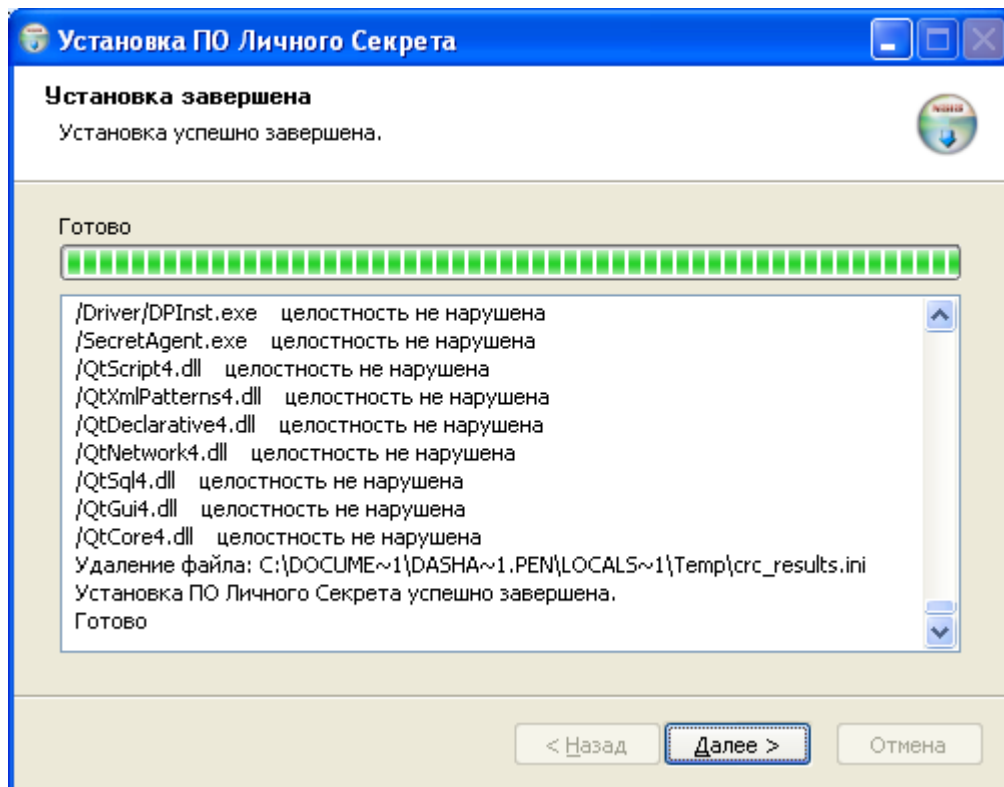 Установка ПО Личного Секрета
Установка завершена
Установка успешно завершена.
Готово
/Driver/DPInst.exe целостность не нарушена
/SecretAgent.exe целостность не нарушена
/QtScript4.dll целостность не нарушена
/QtXmlPatterns4.dll целостность не нарушена
/QtDeclarative4.dll целостность не нарушена
/QtNetwork4.dll целостность не нарушена
/QtSql4.dll целостность не нарушена
/QtGui4.dll целостность не нарушена
/QtCore4.dll целостность не нарушена
Удаление файла: C:\DOCUME~1\DASHA~1.PEN\LOCALS~1\Temp\crc_results.ini
Установка ПО Личного Секрета успешно завершена.
Готово
< Назад Далее > Отмена